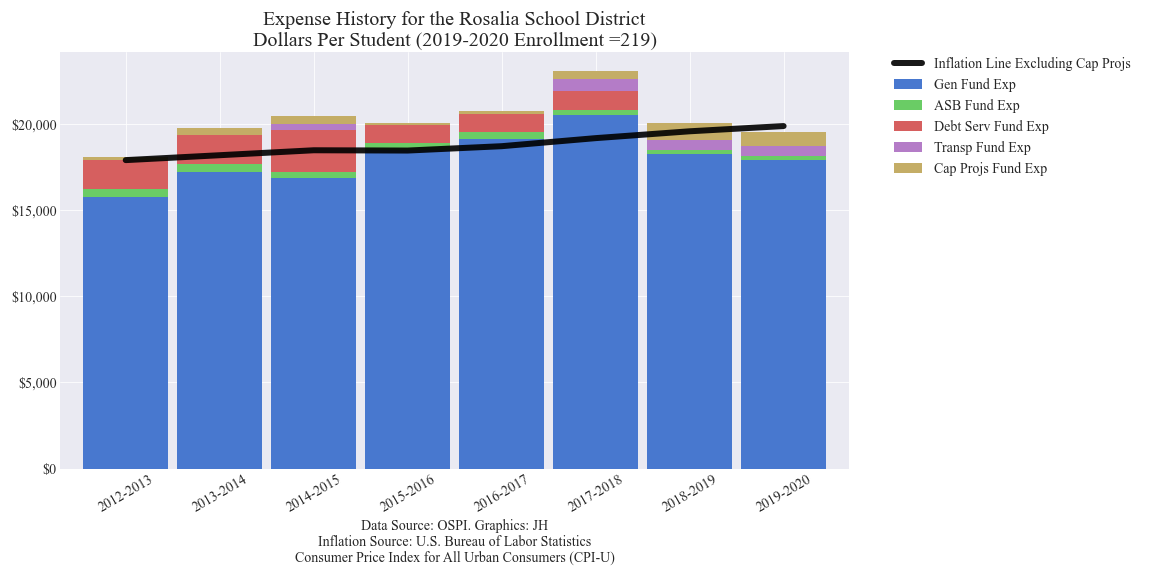 Expense History for the Rosalia School District
Dollars Per Student (2019-2020 Enrollment =219)
Inflation Line Excluding Cap Projs
Gen Fund Exp
ASB Fund Exp
Debt Serv Fund Exp
Transp Fund Exp
Cap Projs Fund Exp
$20,000
$15,000
$10,000
$5,000
$0
2012-2013
2013-2014
2014-2015
2015-2016
2016-2017
2017-2018
2018-2019
2019-2020
Data Source: OSPI. Graphics: JH
Inflation Source: U.S. Bureau of Labor Statistics
Consumer Price Index for All Urban Consumers (CPI-U)